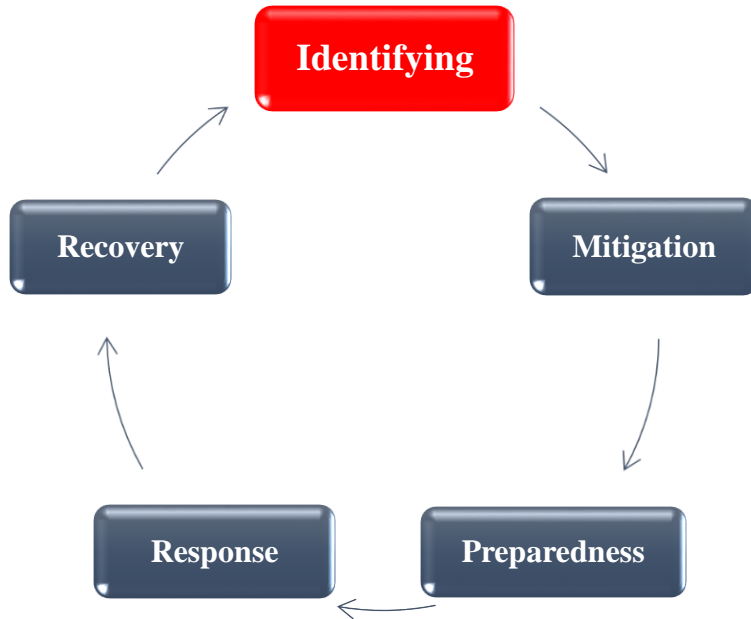 Identifying
Mitigation
Preparedness
Response
Recovery